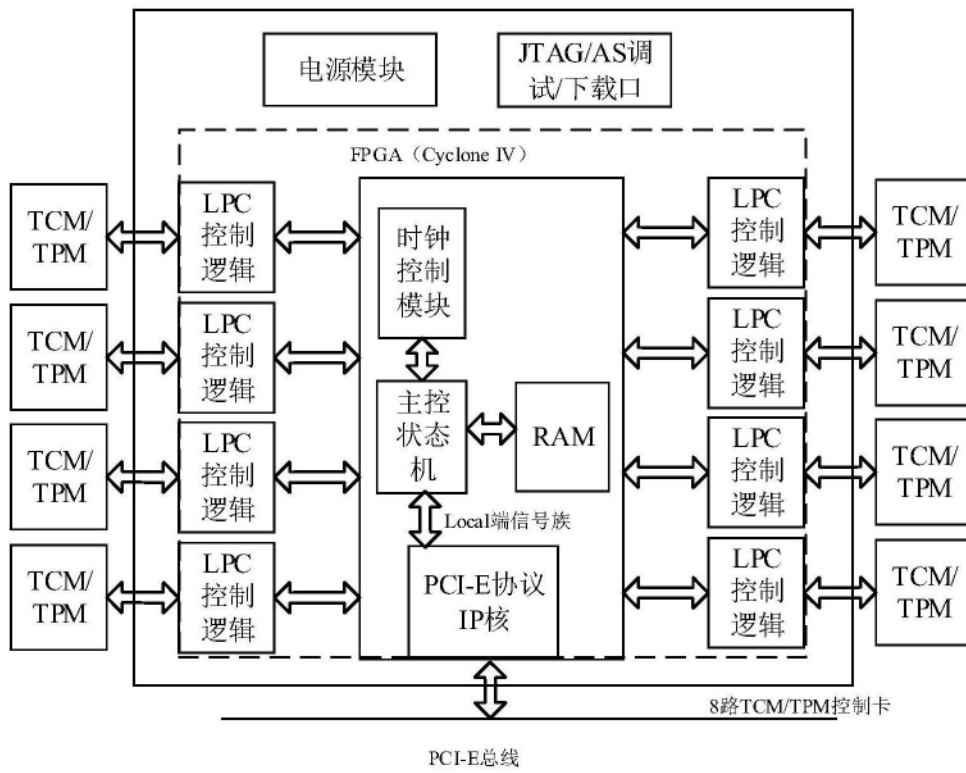 电源模块
JTAG/AS调
试/下载口
FPGA（Cyclone IV）
TCM/
TPM
LPC
控制
逻辑
时钟
控制
模块
LPC
控制
逻辑
TCM/
TPM
TCM/
TPM
LPC
控制
逻辑
LPC
控制
逻辑
TCM/
TPM
主控
状态
机
RAM
TCM/
TPM
LPC
控制
逻辑
LPC
控制
逻辑
TCM/
TPM
Local端信号族
TCM/
TPM
LPC
控制
逻辑
PCI-E协议
IP核
LPC
控制
逻辑
TCM/
TPM
8路TCM/TPM控制卡
PCI-E总线